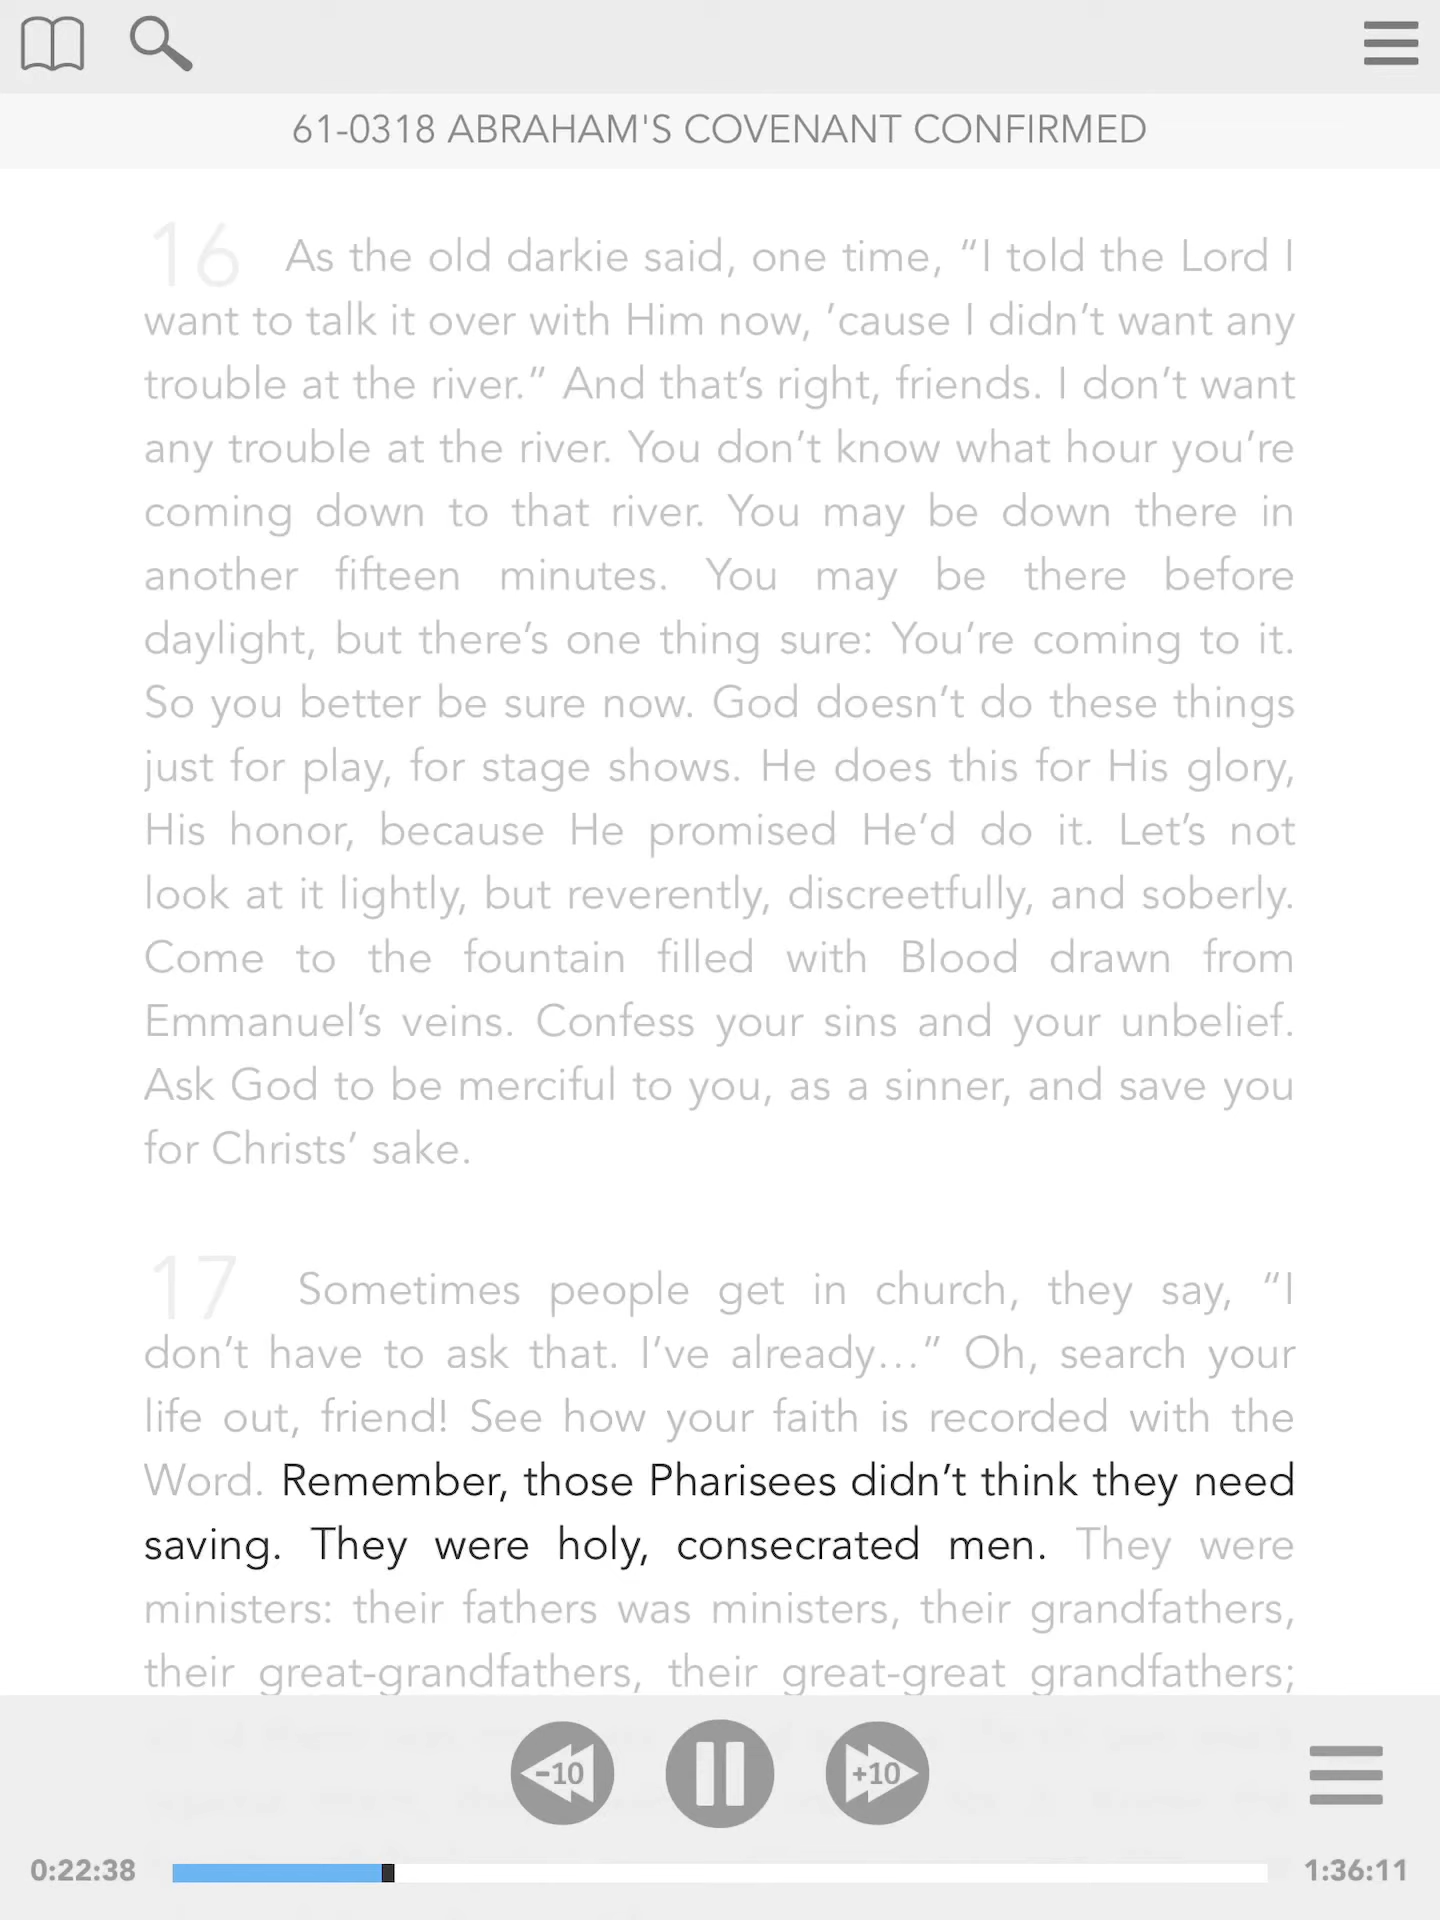 61-0318 ABRAHAM'S COVENANT CONFIRMED
16 As the old darkie said, one time, “I told the Lord I
want to talk it over with Him now, ’cause I didn’t want any
trouble at the river.” And that’s right, friends. I don’t want
any trouble at the river. You don’t know what hour you’re
coming down to that river. You may be down there in
another fifteen minutes. You may be there before
daylight, but there’s one thing sure: You’re coming to it.
So you better be sure now. God doesn’t do these things
just for play, for stage shows. He does this for His glory,
His honor, because He promised He’d do it. Let’s not
look at it lightly, but reverently, discreetfully, and soberly.
Come to the fountain filled with Blood drawn from
Emmanuel’s veins. Confess your sins and your unbelief.
Ask God to be merciful to you, as a sinner, and save you
for Christs’ sake.
17 Sometimes people get in church, they say, “I
don’t have to ask that. I’ve already…” Oh, search your
life out, friend! See how your faith is recorded with the
Word. Remember, those Pharisees didn’t think they need
saving. They were holy, consecrated men. They were
ministers: their fathers was ministers, their grandfathers,
their great-grandfathers, their great-great grandfathers;
-10 +10
0:22:38 1:36:11